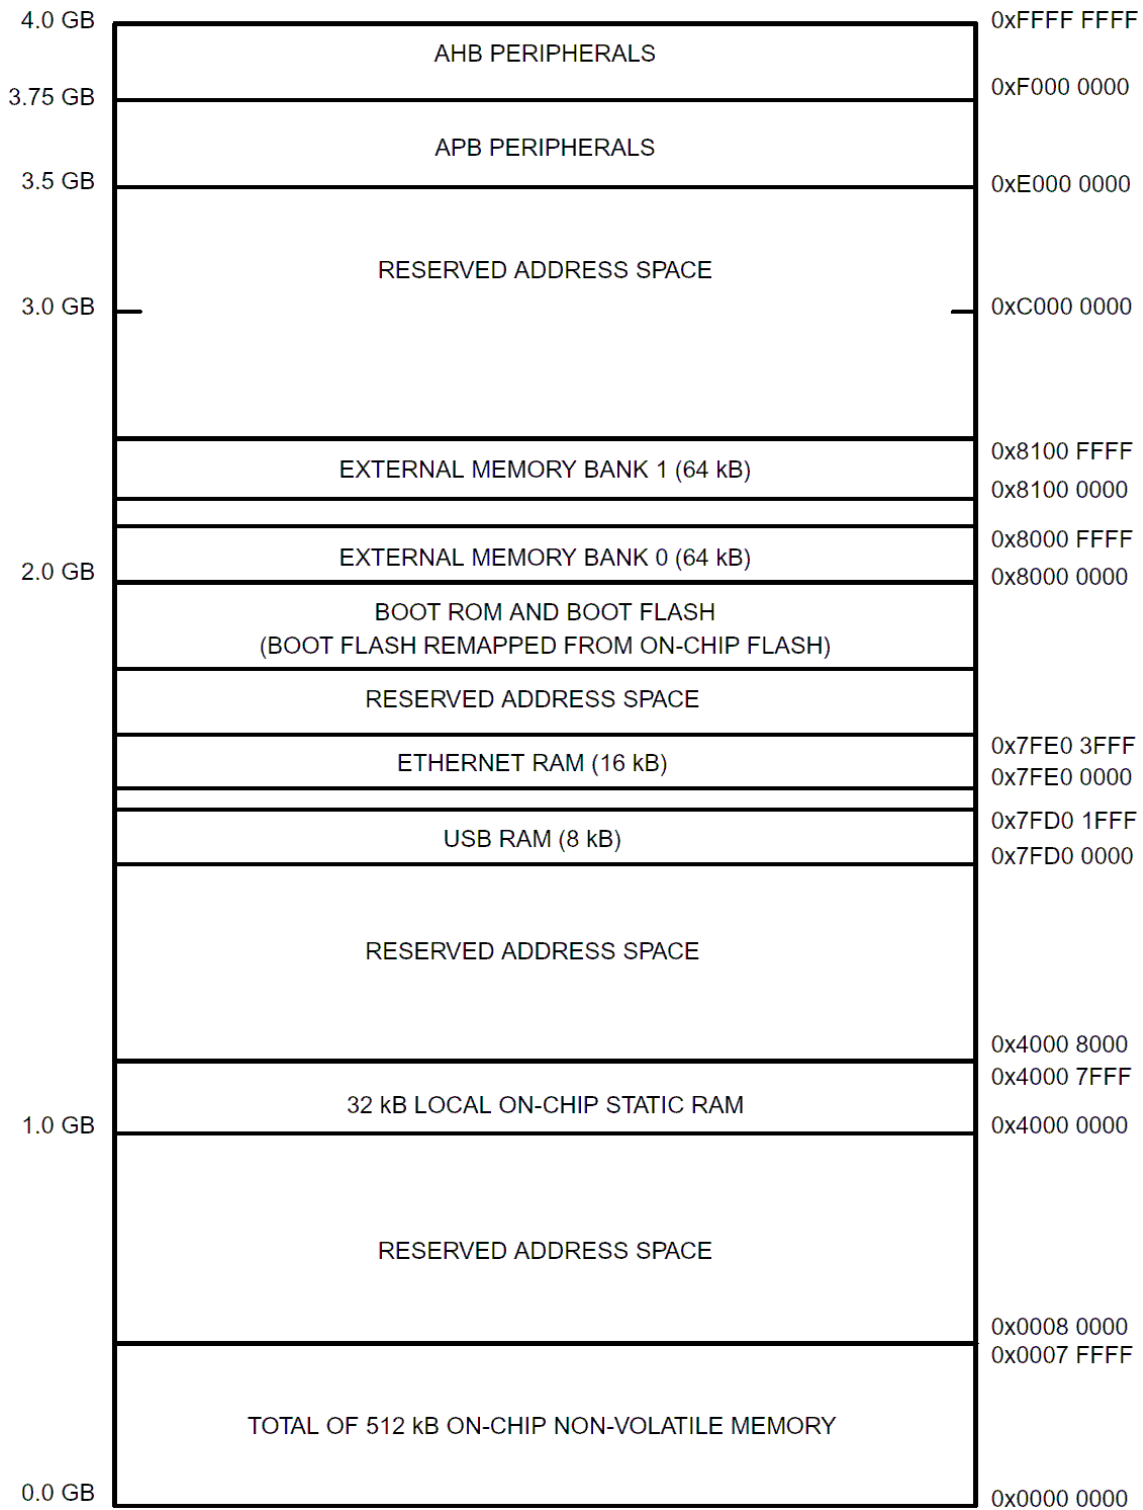 4.0 GB
0xFFFF FFFF
AHB PERIPHERALS
3.75 GB
0xF000 0000
APB PERIPHERALS
3.5 GB
0xE000 0000
RESERVED ADDRESS SPACE
3.0 GB
0xC000 0000
0x8100 FFFF
EXTERNAL MEMORY BANK 1 (64 kB)
0x8100 0000
0x8000 FFFF
EXTERNAL MEMORY BANK 0 (64 kB)
2.0 GB
0x8000 0000
BOOT ROM AND BOOT FLASH
(BOOT FLASH REMAPPED FROM ON-CHIP FLASH)
RESERVED ADDRESS SPACE
0x7FE0 3FFF
ETHERNET RAM (16 kB)
0x7FE0 0000
0x7FD0 1FFF
USB RAM (8 kB)
0x7FD0 0000
RESERVED ADDRESS SPACE
0x4000 8000
0x4000 7FFF
32 kB LOCAL ON-CHIP STATIC RAM
1.0 GB
0x4000 0000
RESERVED ADDRESS SPACE
0x0008 0000
0x0007 FFFF
TOTAL OF 512 kB ON-CHIP NON-VOLATILE MEMORY
0.0 GB
0x0000 0000